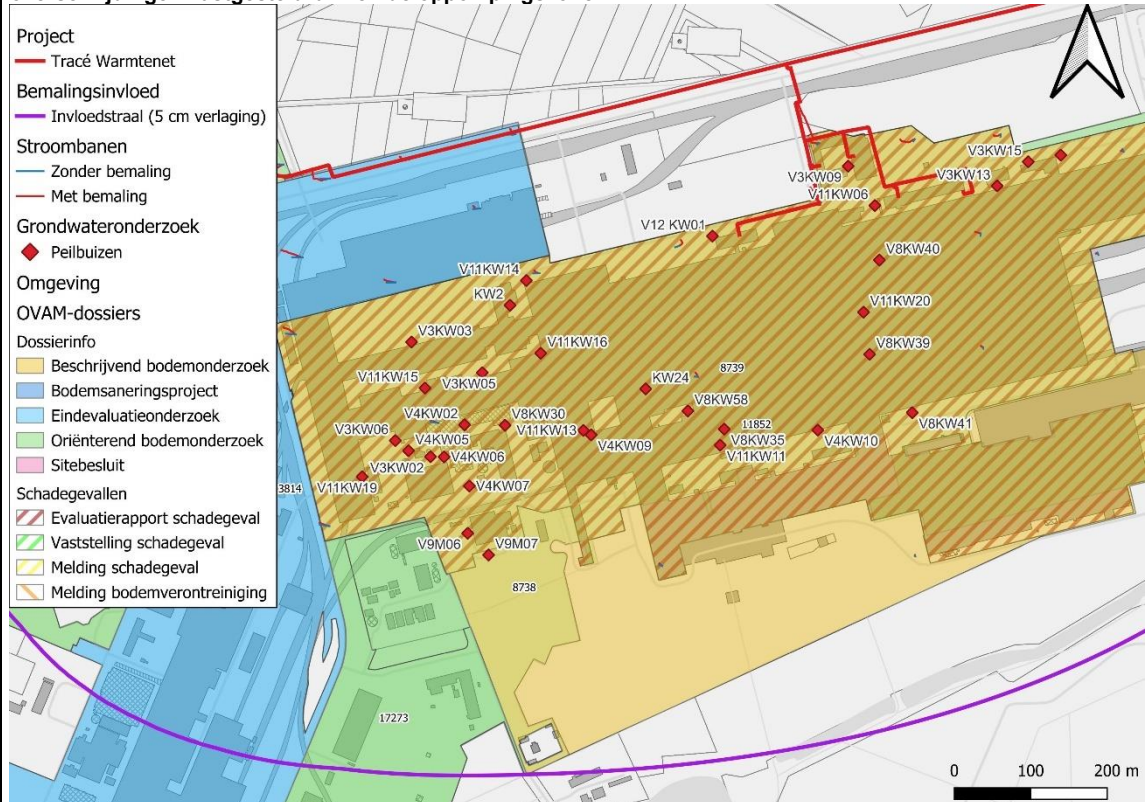 Project
Tracé Warmtenet
Bemalingsinvloed
Invloedstraal (5 cm verlaging)
Stroombanen
Zonder bemaling
Met bemaling
Grondwateronderzoek
Peilbuizen
Omgeving
OVAM-dossiers
Dossierinfo
Beschrijvend bodemonderzoek
Bodemsaneringsproject
Eindevaluatieonderzoek
Oriënterend bodemonderzoek
Sitebesluit
Schadegevallen
Evaluatierapport schadegeval
Vaststelling schadegeval
Melding schadegeval
Melding bodemverontreiniging
V3KW15
V3KW09
V3KW13
V11KW06
V12 KW01
V8KW40
V11KW14
KW2
V11KW20
V3KW03
V11KW16
V8KW39
8739
V11KW15
V3KW05
KW24
V8KW58
V4KW02
V8KW30
V8KW41
V11KW13
11852
V3KW06
V4KW05
V4KW09
V8KW35
V4KW10
V11KW11
V4KW06
V3KW02
V11KW19
V4KW07
3814
V9M06
V9M07
8738
17273
0 100 200 m